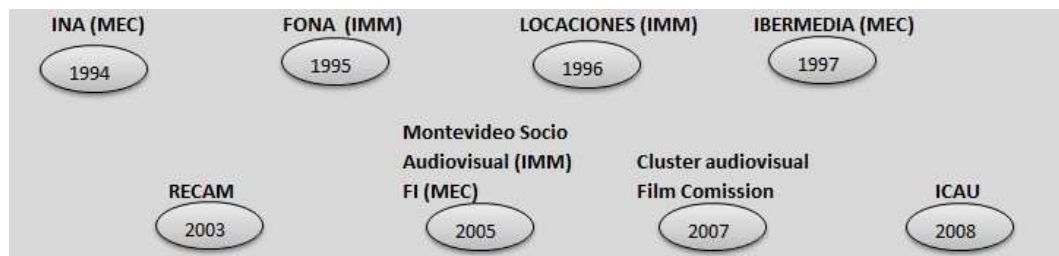 INA (MEC)
1994
FONA (IMM)
1995
LOCACIONES (IMM)
1996
IBERMEDIA (MEC)
1997
RECAM
2003
Montevideo Socio
Audiovisual (IMM)
FI (MEC)
2005
Cluster audiovisual
Film Comission
2007
ICAU
2008